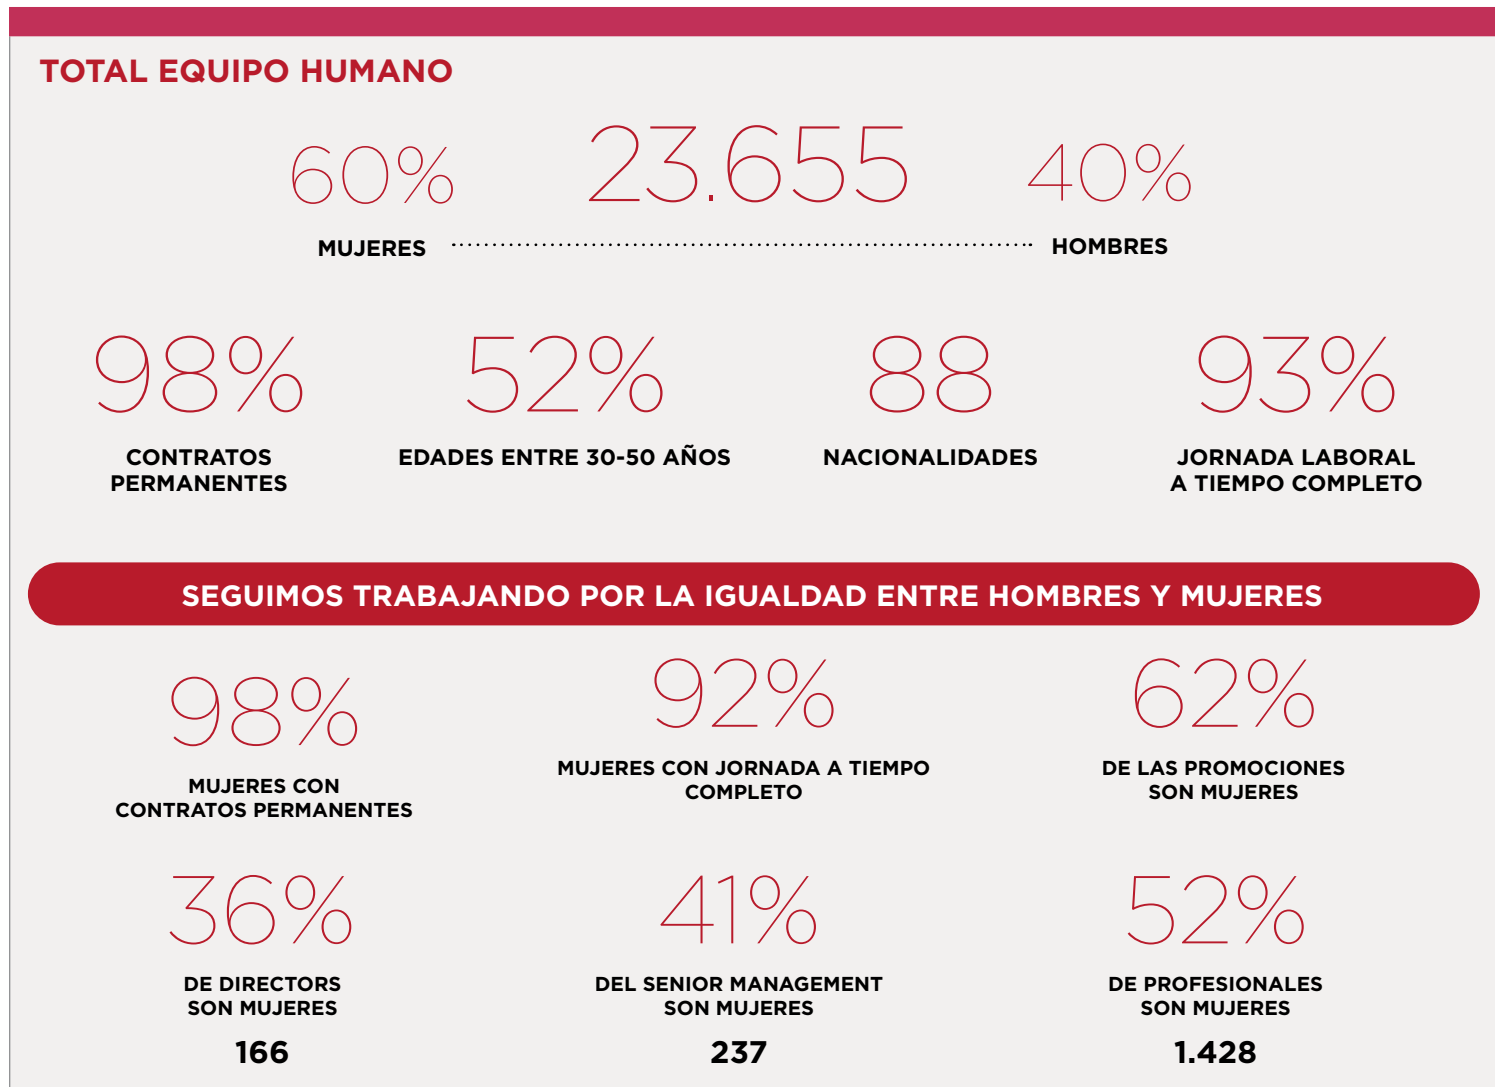 TOTAL EQUIPO HUMANO
60%
23.655
40%
MUJERES
HOMBRES
98%
52%
88
93%
CONTRATOS
PERMANENTES
EDADES ENTRE 30-50 AÑOS
NACIONALIDADES
JORNADA LABORAL
A TIEMPO COMPLETO
SEGUIMOS TRABAJANDO POR LA IGUALDAD ENTRE HOMBRES Y MUJERES
98%
MUJERES CON
CONTRATOS PERMANENTES
92%
MUJERES CON JORNADA A TIEMPO
COMPLETO
62%
DE LAS PROMOCIONES
SON MUJERES
36%
DE DIRECTORS
SON MUJERES
166
41%
DEL SENIOR MANAGEMENT
SON MUJERES
237
52%
DE PROFESIONALES
SON MUJERES
1.428